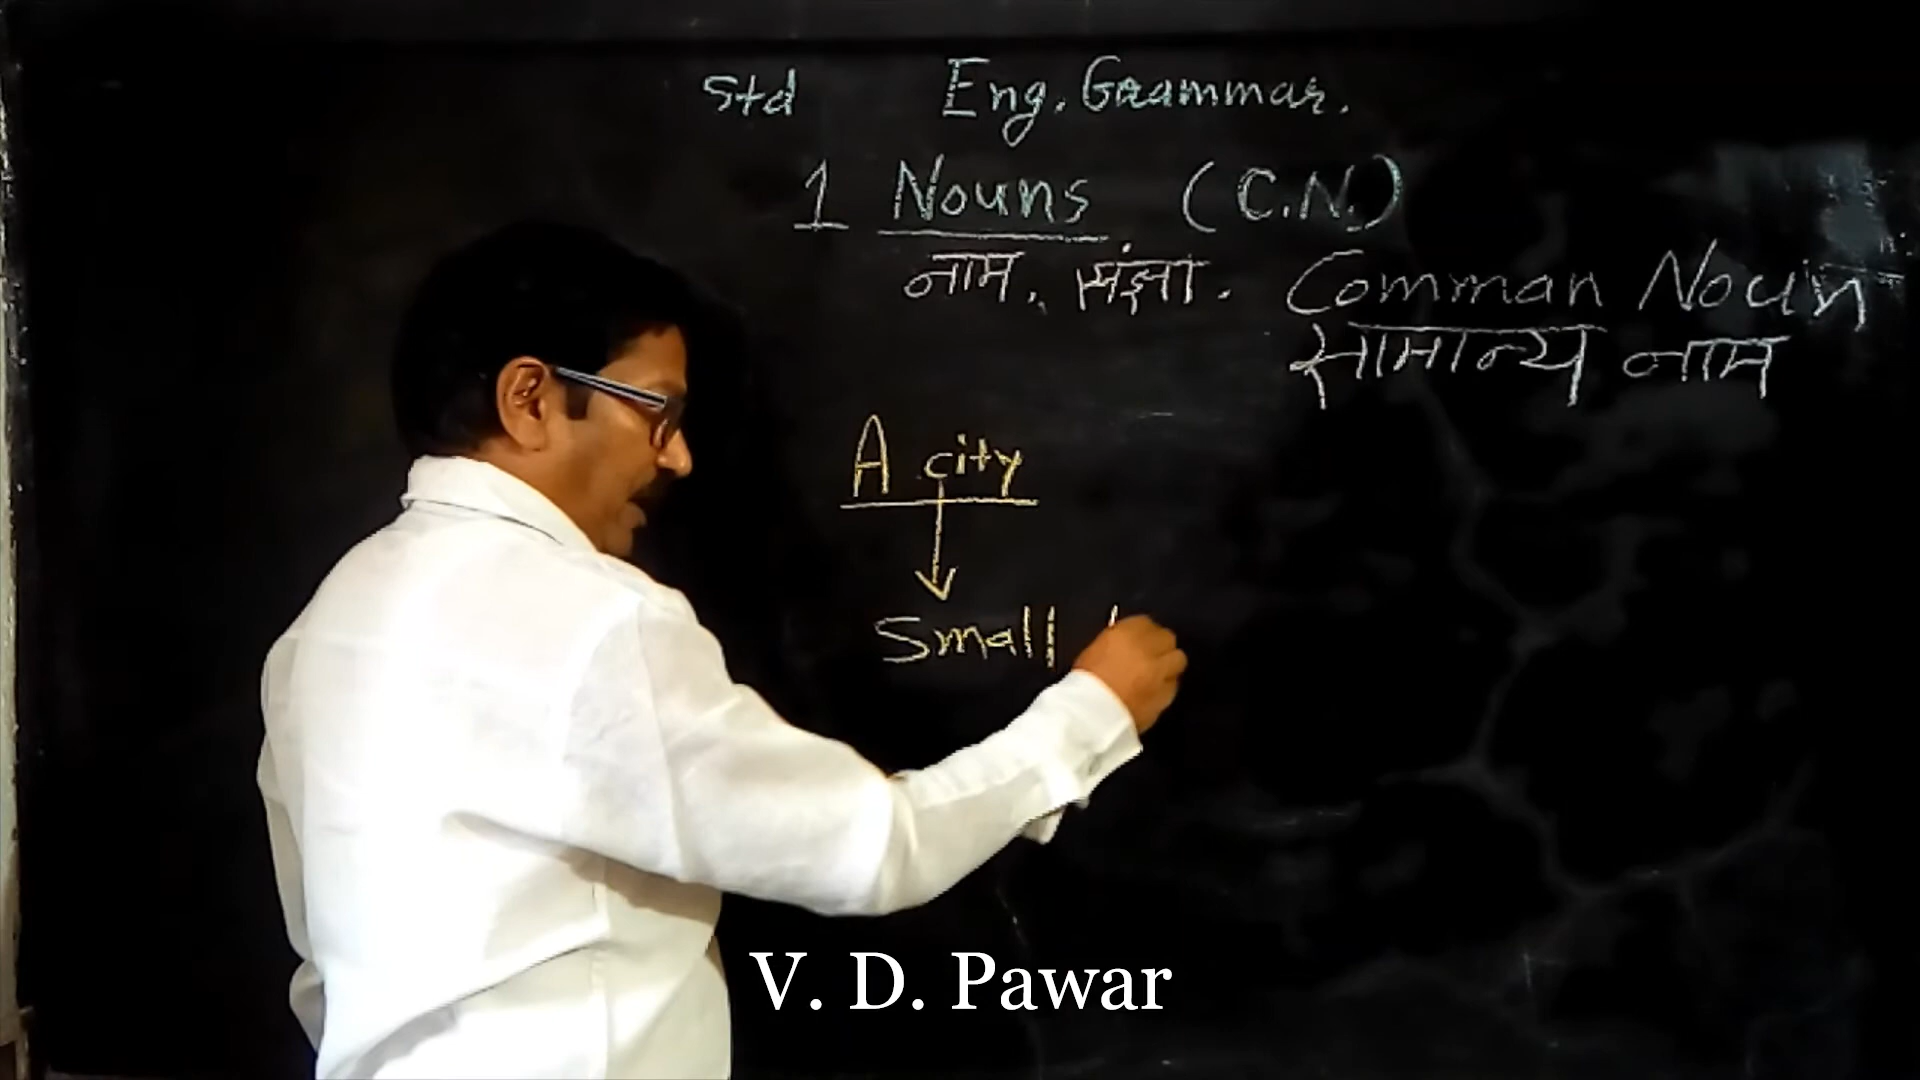 Std Eng. Grammar.
1 Nouns (C.N.)
नाम. संज्ञा. Comman Noun
सामान्य नाम
A city
Small
V. D. Pawar